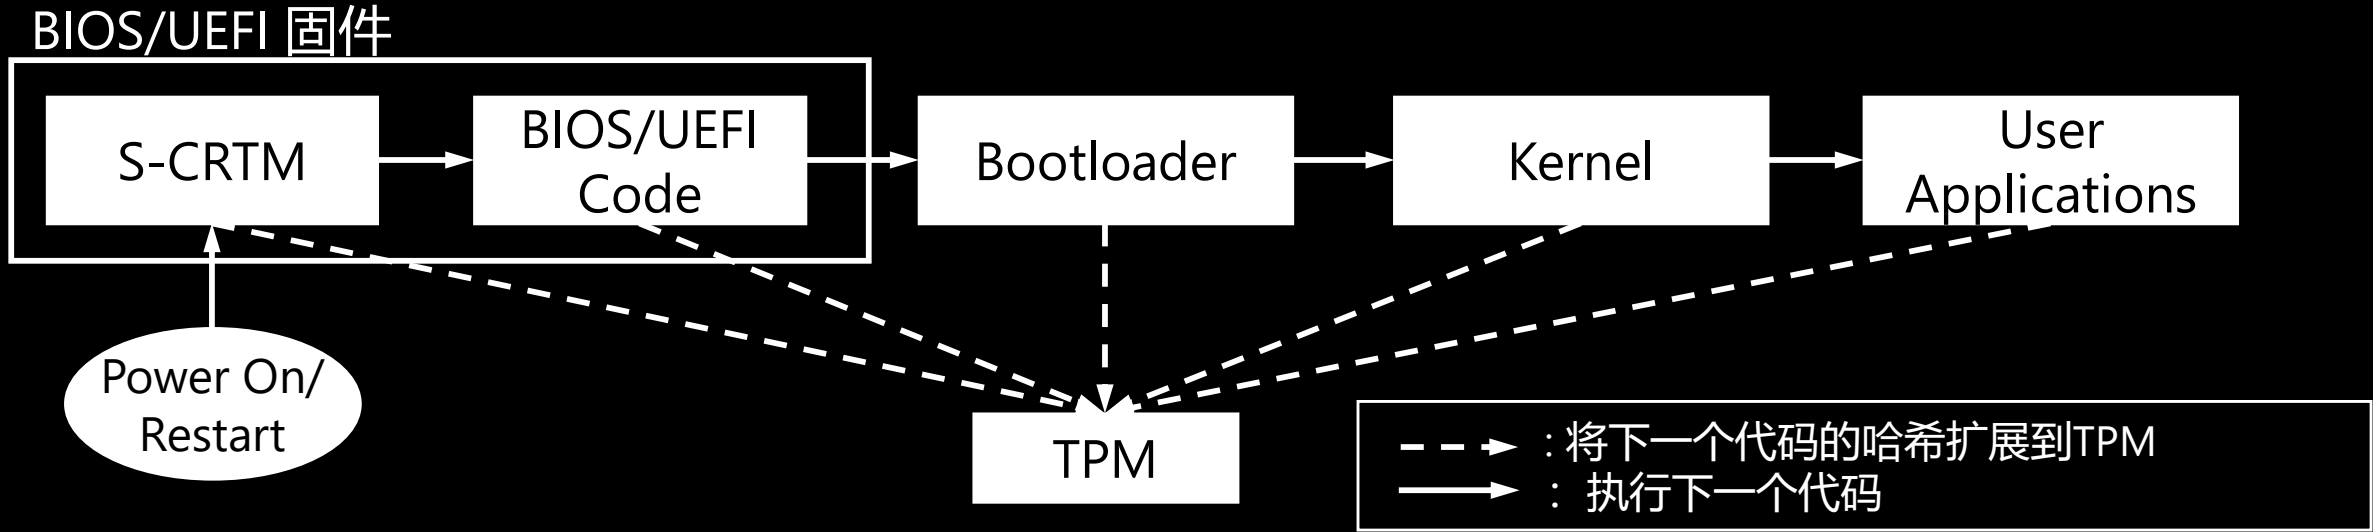 BIOS/UEFI 固件
S-CRTM
BIOS/UEFI
Code
Bootloader
Kernel
User
Applications
Power On/
Restart
TPM
: 将下一个代码的哈希扩展到TPM
: 执行下一个代码